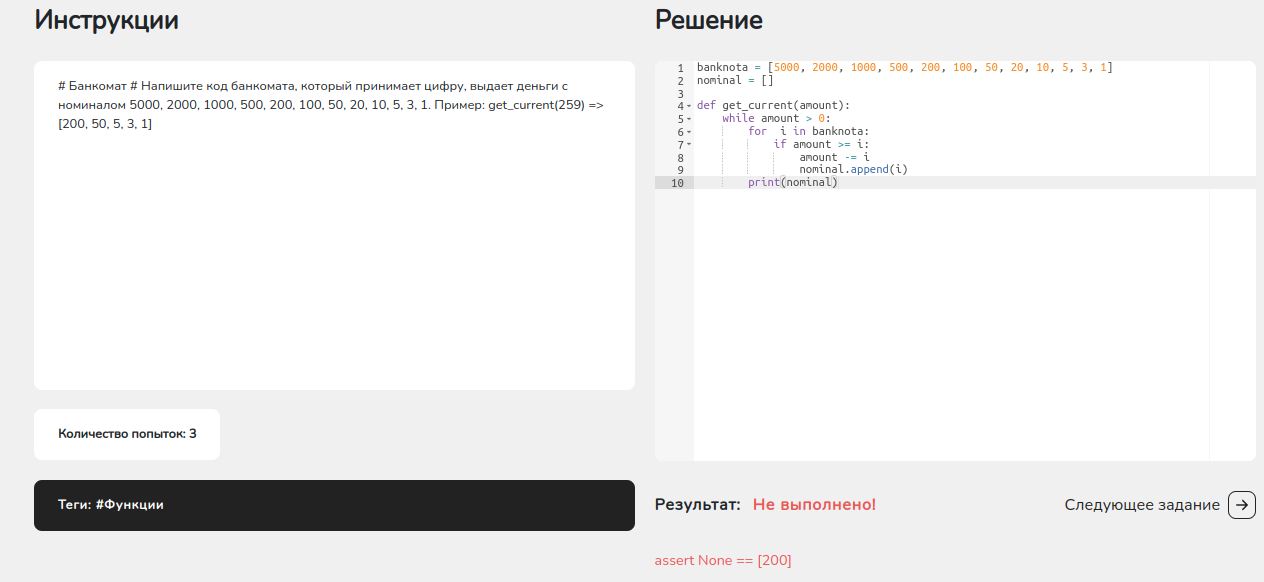 Инструкции
# Банкомат # Напишите код банкомата, который принимает цифру, выдает деньги с
номиналом 5000, 2000, 1000, 500, 200, 100, 50, 20, 10, 5, 3, 1. Пример: get_current(259) =>
[200, 50, 5, 3, 1]
Количество попыток: 3
Теги: #Функции
Решение
1 banknota = [5000, 2000, 1000, 500, 200, 100, 50, 20, 10, 5, 3, 1]
2 nominal = []
3
4 def get_current(amount):
5     while amount > 0:
6         for  i in banknota:
7             if amount >= i:
8                 amount -= i
9                 nominal.append(i)
10         print(nominal)
Результат: Не выполнено!
Следующее задание
assert None == [200]